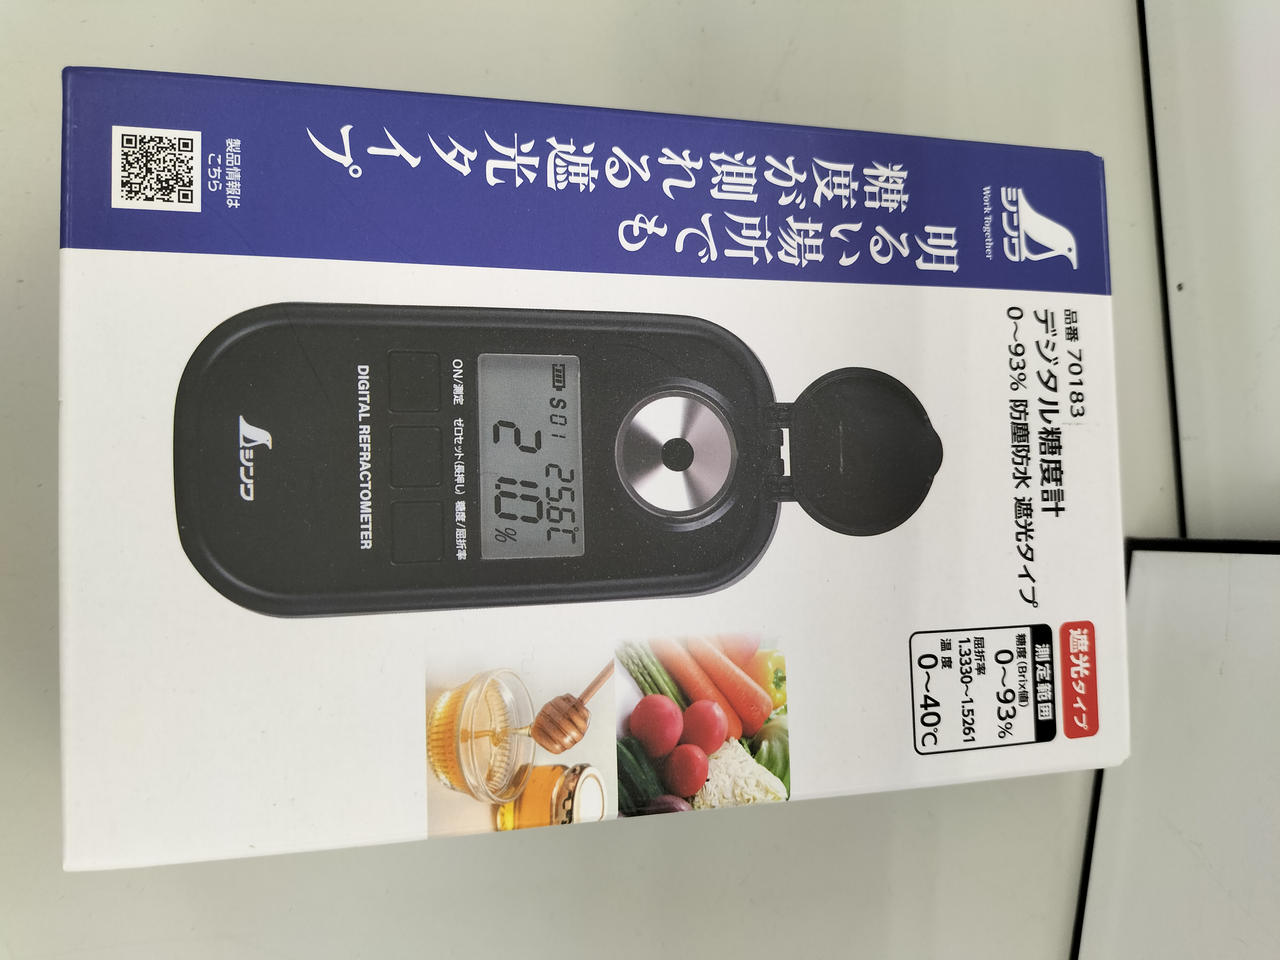 シンワ
Work Together
明るい場所でも
糖度が測れる遮光タイプ。
製品情報は
こちら
品番 70183
デジタル糖度計
0〜93% 防塵防水 遮光タイプ
遮光タイプ
測定範囲
糖度(Brix値)
0〜93%
屈折率
1.3330〜1.5261
温度
0〜40℃
S01 25.6℃
21.0%
ON/測定 ゼロセット(長押し) 糖度/屈折率
DIGITAL REFRACTOMETER
シンワ